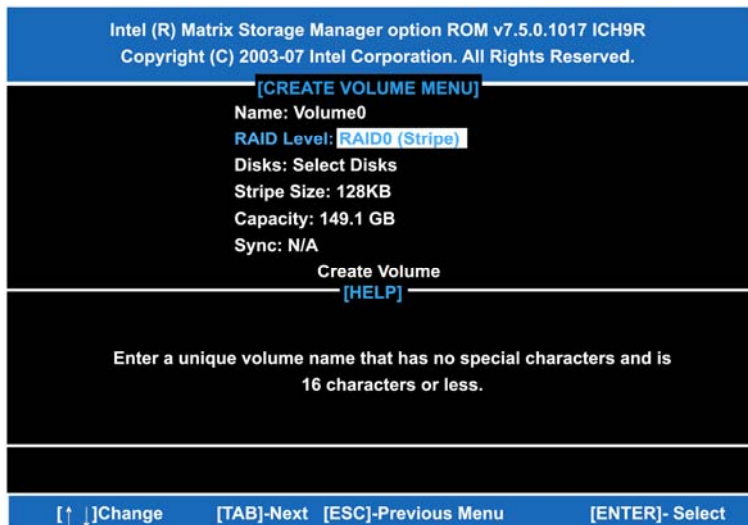 Intel (R) Matrix Storage Manager option ROM v7.5.0.1017 ICH9R
Copyright (C) 2003-07 Intel Corporation. All Rights Reserved.
[CREATE VOLUME MENU]
Name: Volume0
RAID Level: RAID0 (Stripe)
Disks: Select Disks
Stripe Size: 128KB
Capacity: 149.1 GB
Sync: N/A
Create Volume
[HELP]
Enter a unique volume name that has no special characters and is
16 characters or less.
[↑ ↓]Change [TAB]-Next [ESC]-Previous Menu [ENTER]- Select